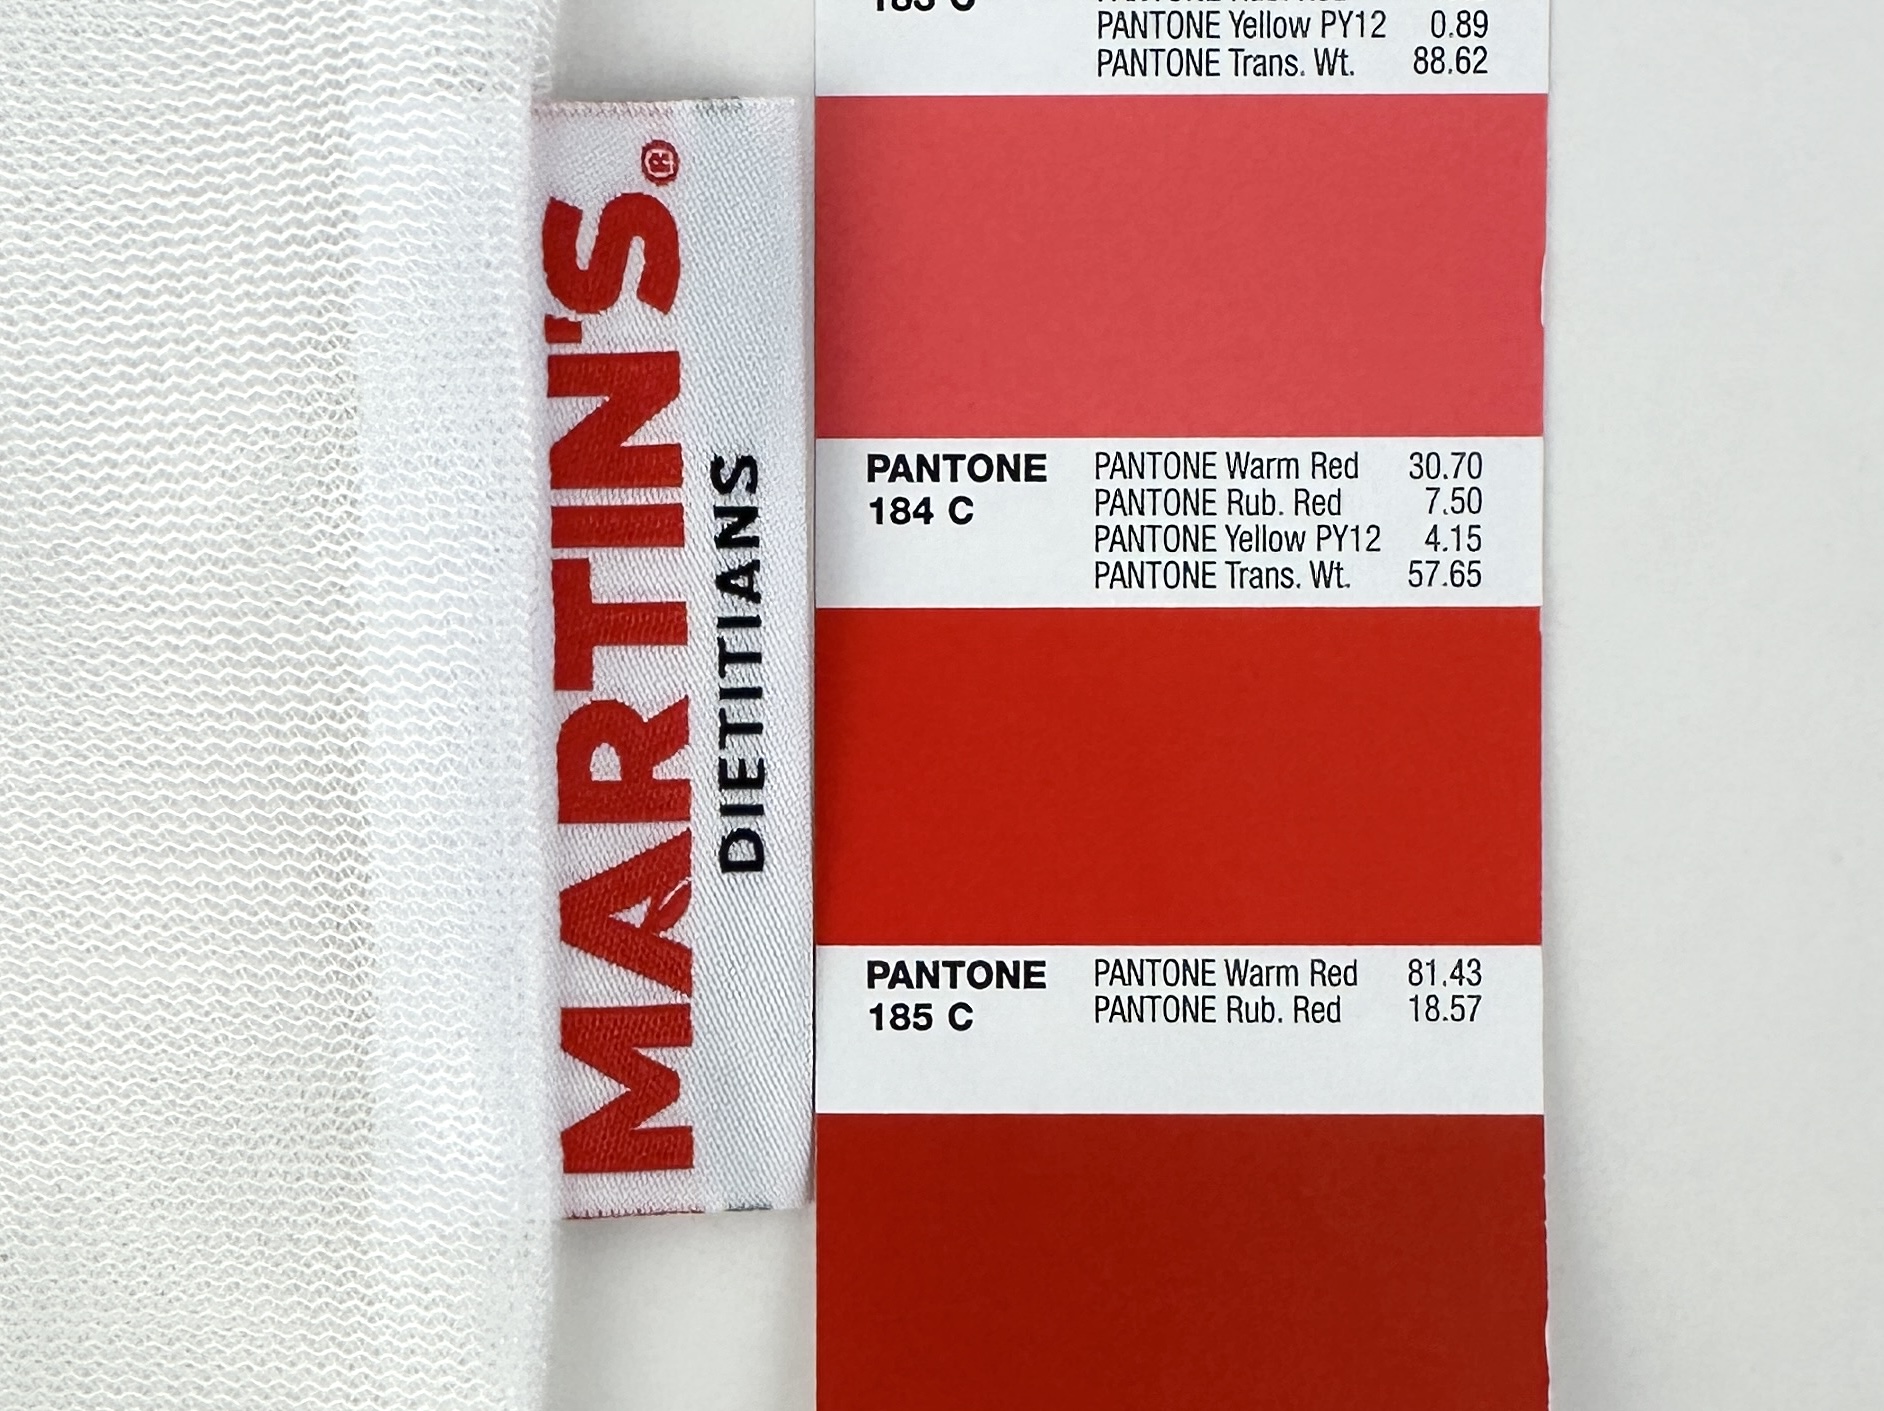 MARTIN'S®
DIETITIANS
183 C
PANTONE Yellow PY12 0.89
PANTONE Trans. Wt. 88.62
PANTONE
184 C
PANTONE Warm Red 30.70
PANTONE Rub. Red 7.50
PANTONE Yellow PY12 4.15
PANTONE Trans. Wt. 57.65
PANTONE
185 C
PANTONE Warm Red 81.43
PANTONE Rub. Red 18.57